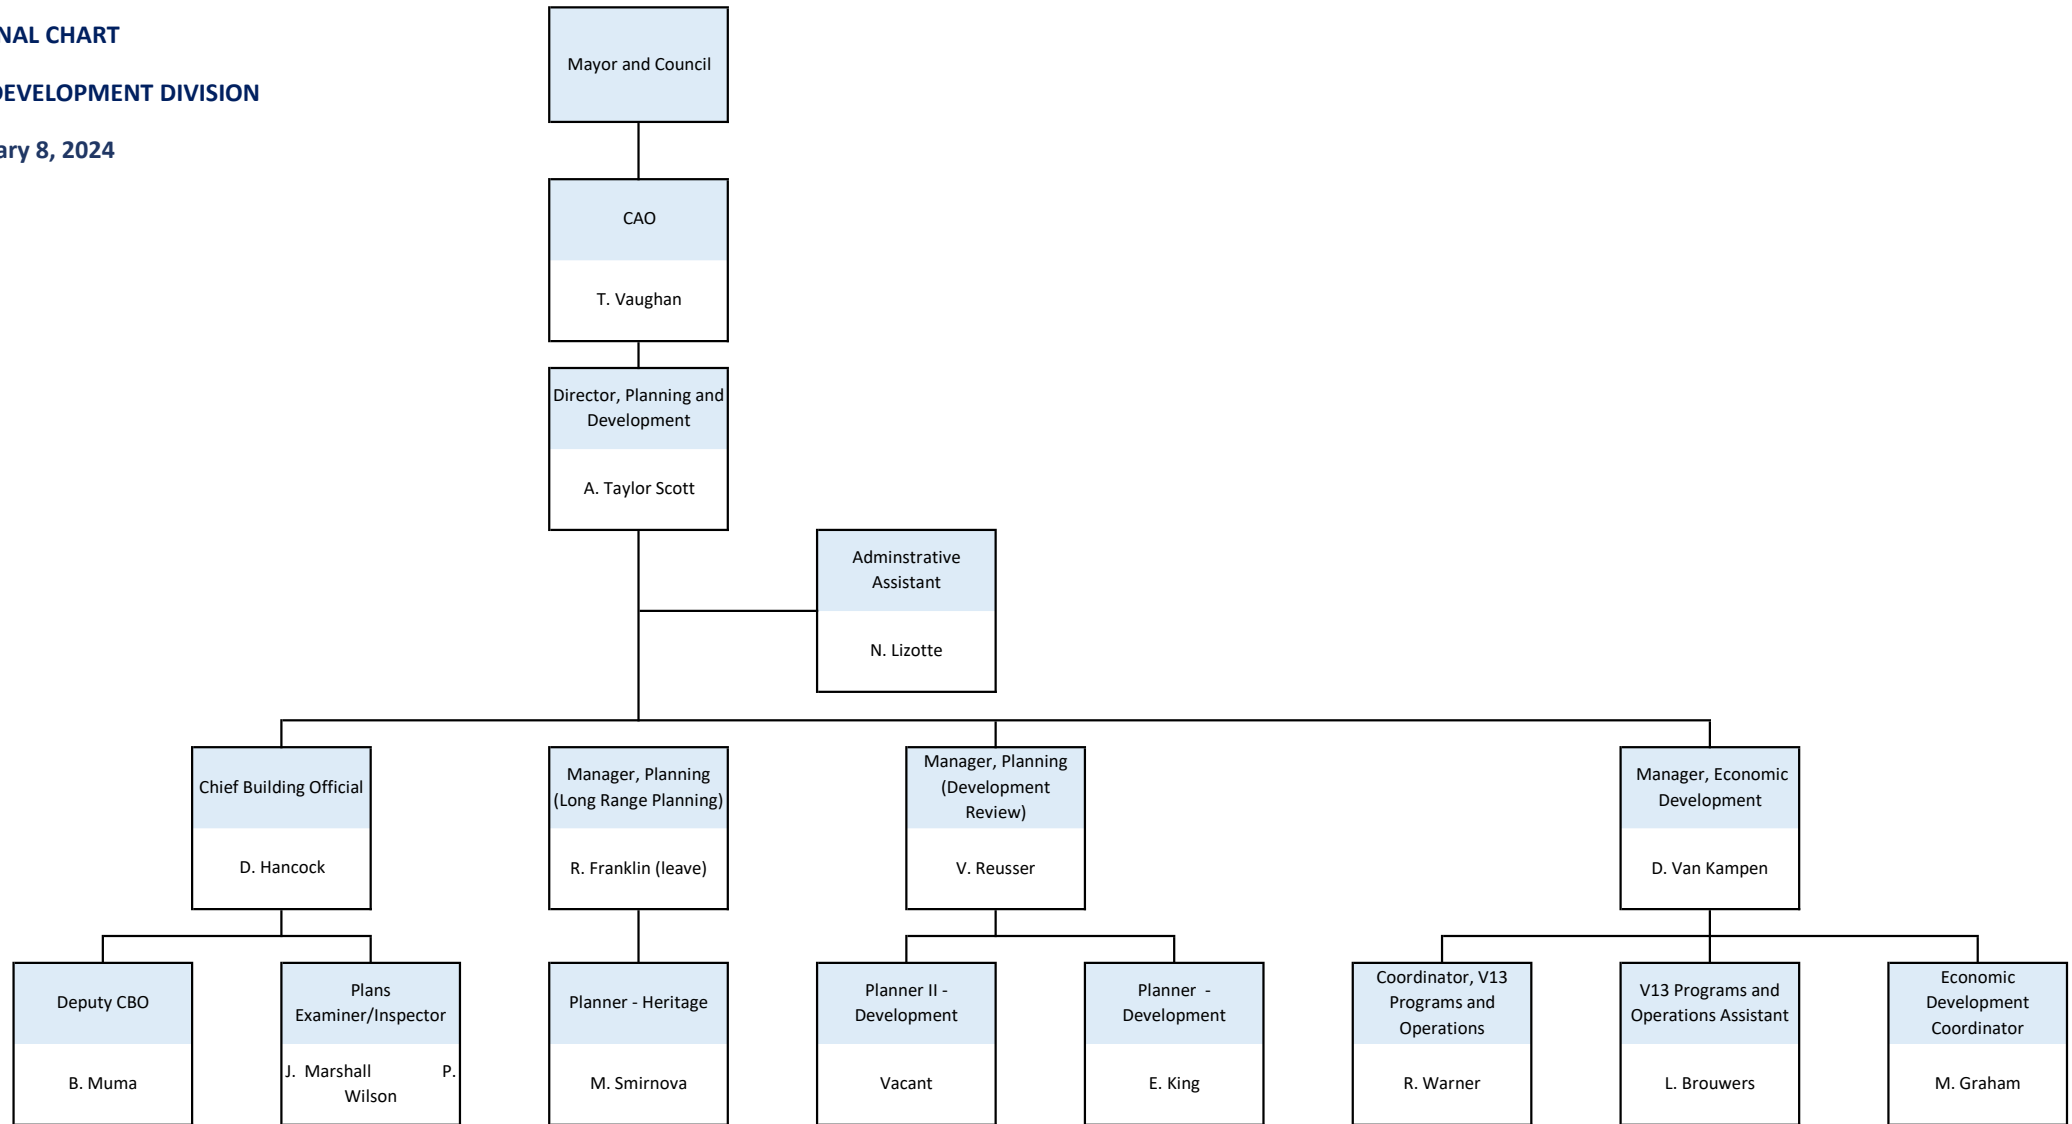 NAL CHART
DEVELOPMENT DIVISION
ary 8, 2024
Mayor and Council
CAO
T. Vaughan
Director, Planning and
Development
A. Taylor Scott
Adminstrative
Assistant
N. Lizotte
Chief Building Official
D. Hancock
Manager, Planning
(Long Range Planning)
R. Franklin (leave)
Manager, Planning
(Development
Review)
V. Reusser
Manager, Economic
Development
D. Van Kampen
Deputy CBO
B. Muma
Plans
Examiner/Inspector
J. Marshall P.
Wilson
Planner - Heritage
M. Smirnova
Planner II -
Development
Vacant
Planner -
Development
E. King
Coordinator, V13
Programs and
Operations
R. Warner
V13 Programs and
Operations Assistant
L. Brouwers
Economic
Development
Coordinator
M. Graham